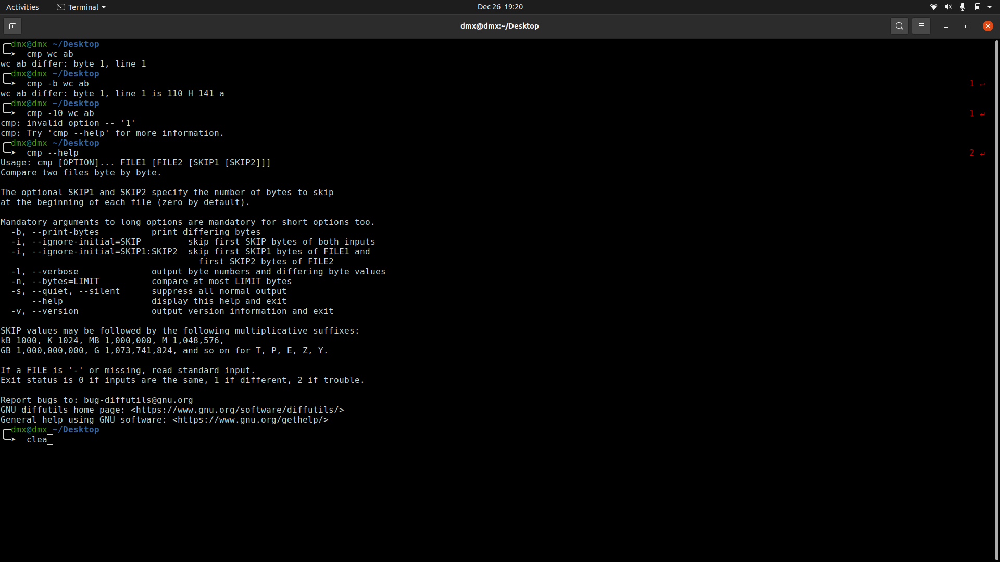 Activities Terminal Dec 26 19:20
dmx@dmx:~/Desktop
dmx@dmx ~/Desktop
➤ cmp wc ab
wc ab differ: byte 1, line 1
dmx@dmx ~/Desktop
➤ cmp -b wc ab 1 ↵
wc ab differ: byte 1, line 1 is 110 H 141 a
dmx@dmx ~/Desktop
➤ cmp -10 wc ab 1 ↵
cmp: invalid option -- '1'
cmp: Try 'cmp --help' for more information.
dmx@dmx ~/Desktop
➤ cmp --help 2 ↵
Usage: cmp [OPTION]... FILE1 [FILE2 [SKIP1 [SKIP2]]]
Compare two files byte by byte.
The optional SKIP1 and SKIP2 specify the number of bytes to skip
at the beginning of each file (zero by default).
Mandatory arguments to long options are mandatory for short options too.
-b, --print-bytes print differing bytes
-i, --ignore-initial=SKIP skip first SKIP bytes of both inputs
-i, --ignore-initial=SKIP1:SKIP2 skip first SKIP1 bytes of FILE1 and
first SKIP2 bytes of FILE2
-l, --verbose output byte numbers and differing byte values
-n, --bytes=LIMIT compare at most LIMIT bytes
-s, --quiet, --silent suppress all normal output
--help display this help and exit
-v, --version output version information and exit
SKIP values may be followed by the following multiplicative suffixes:
kB 1000, K 1024, MB 1,000,000, M 1,048,576,
GB 1,000,000,000, G 1,073,741,824, and so on for T, P, E, Z, Y.
If a FILE is '-' or missing, read standard input.
Exit status is 0 if inputs are the same, 1 if different, 2 if trouble.
Report bugs to: bug-diffutils@gnu.org
GNU diffutils home page: <https://www.gnu.org/software/diffutils/>
General help using GNU software: <https://www.gnu.org/gethelp/>
dmx@dmx ~/Desktop
➤ clea